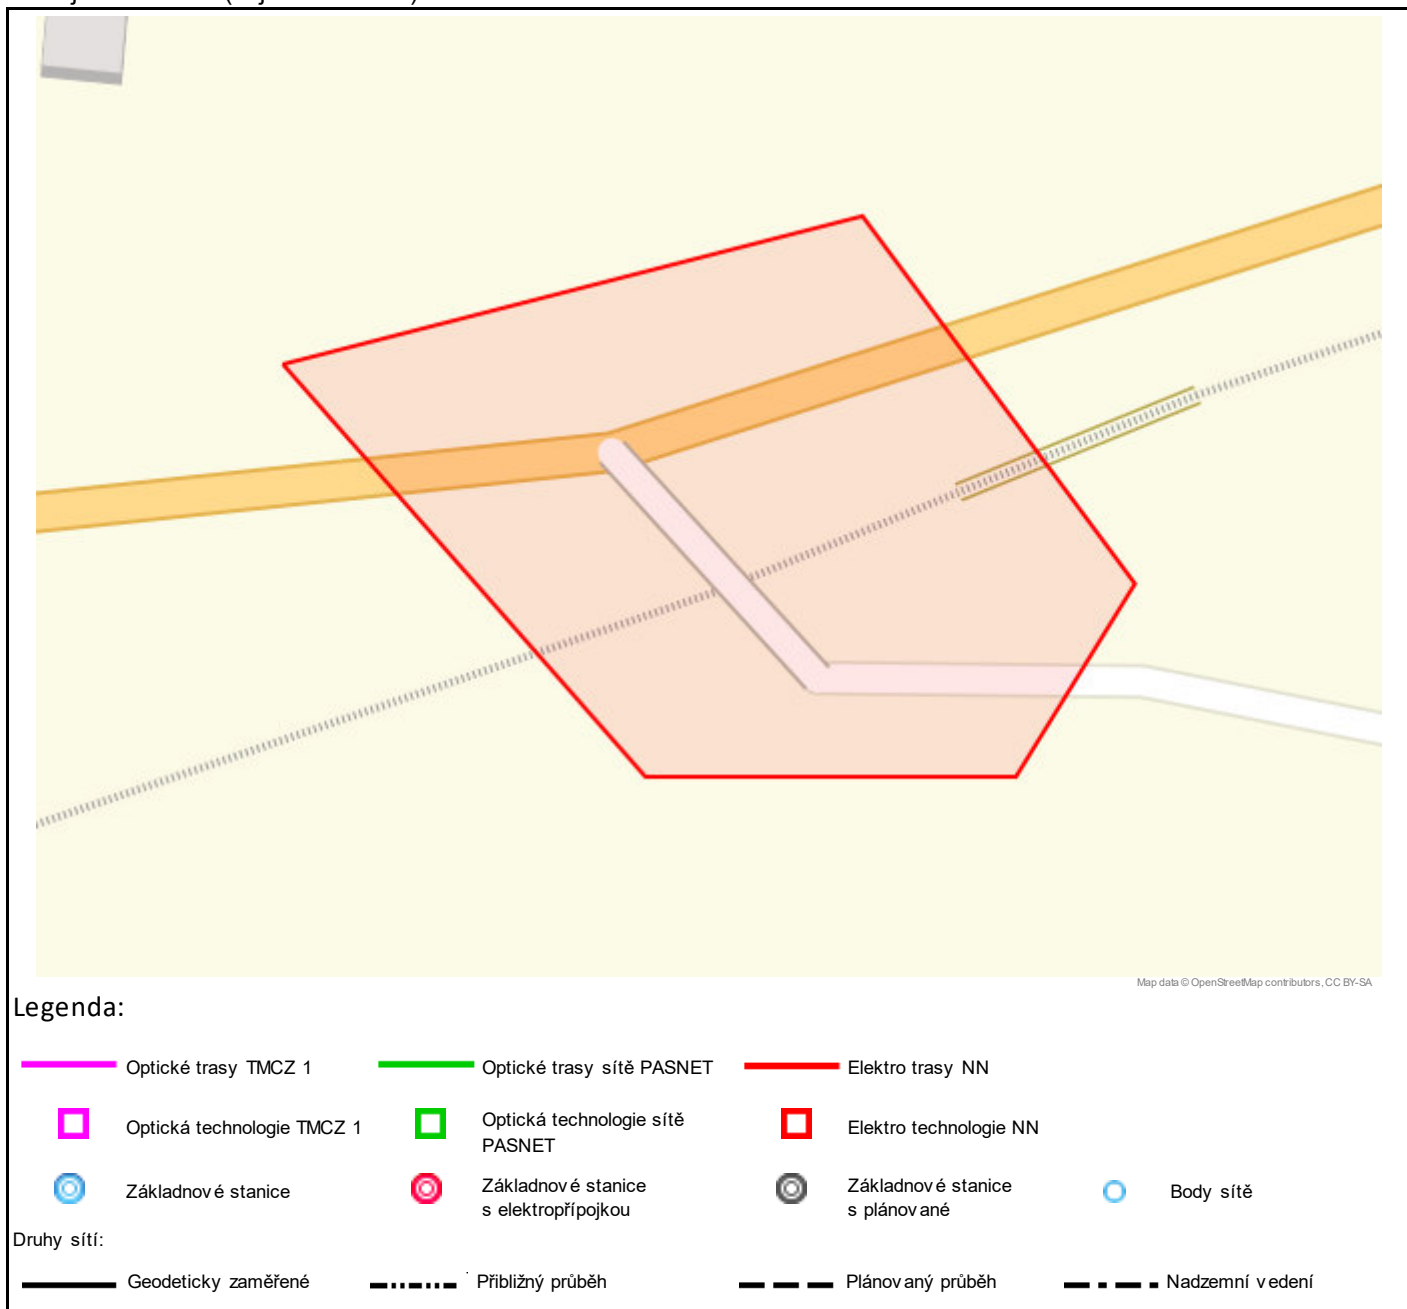 Map data © OpenStreetMap contributors, CC BY-SA
Legenda:
Optické trasy TMCZ 1
Optické trasy sítě PASNET
Elektro trasy NN
Optická technologie TMCZ 1
Optická technologie sítě
PASNET
Elektro technologie NN
Základnové stanice
Základnové stanice
s elektropřípojkou
Základnové stanice
s plánované
Body sítě
Druhy sítí:
Geodeticky zaměřené
Přibližný průběh
Plánovaný průběh
Nadzemní vedení